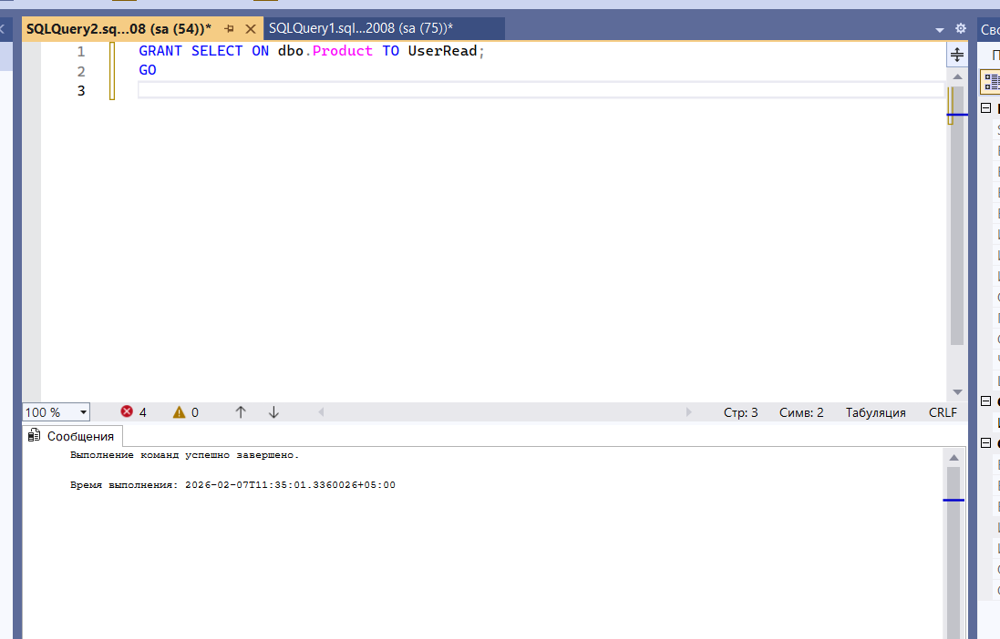 SQLQuery2.sq...08 (sa (54))* SQLQuery1.sql...2008 (sa (75))*
Сво
1 GRANT SELECT ON dbo.Product TO UserRead;
2 GO
3
100 % 4 0 Стр: 3 Симв: 2 Табуляция CRLF
Сообщения
Выполнение команд успешно завершено.
Время выполнения: 2026-02-07T11:35:01.3360026+05:00